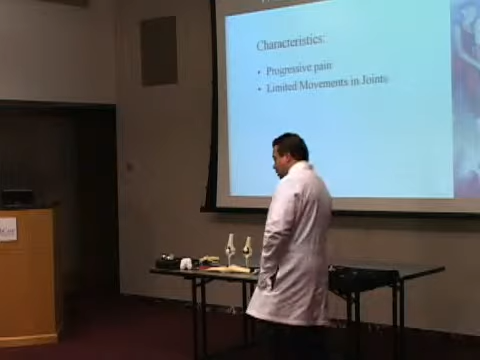 Characteristics:
• Progressive pain
• Limited Movements in Joints